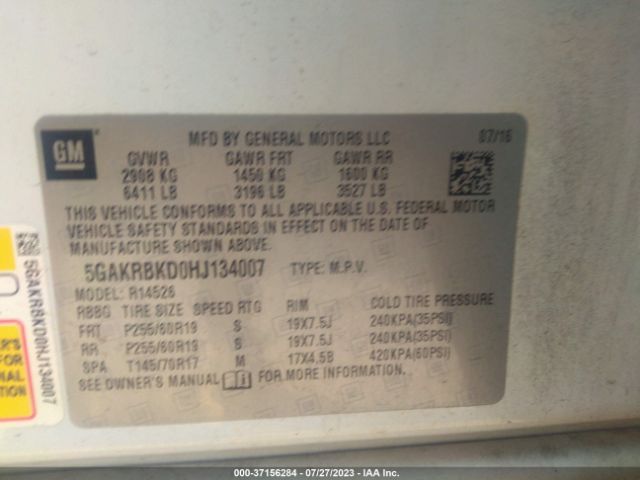 GM
MFD BY GENERAL MOTORS LLC 07/16
GVWR GAWR FRT GAWR RR
2908 KG 1450 KG 1600 KG
6411 LB 3196 LB 3527 LB
THIS VEHICLE CONFORMS TO ALL APPLICABLE U.S. FEDERAL MOTOR
VEHICLE SAFETY STANDARDS IN EFFECT ON THE DATE OF
MANUFACTURE SHOWN ABOVE.
5GAKRBKD0HJ134007 TYPE: M.P.V.
MODEL: R14526
RBBG TIRE SIZE SPEED RTG RIM COLD TIRE PRESSURE
FRT P255/60R19 S 19X7.5J 240KPA(35PSI)
RR P255/60R19 S 19X7.5J 240KPA(35PSI)
SPA T145/70R17 M 17X4.5B 420KPA(60PSI)
SEE OWNER'S MANUAL FOR MORE INFORMATION.
5GAKRBKD0HJ134007
FOR
NAL
TION
000-37156284 - 07/27/2023 - IAA Inc.